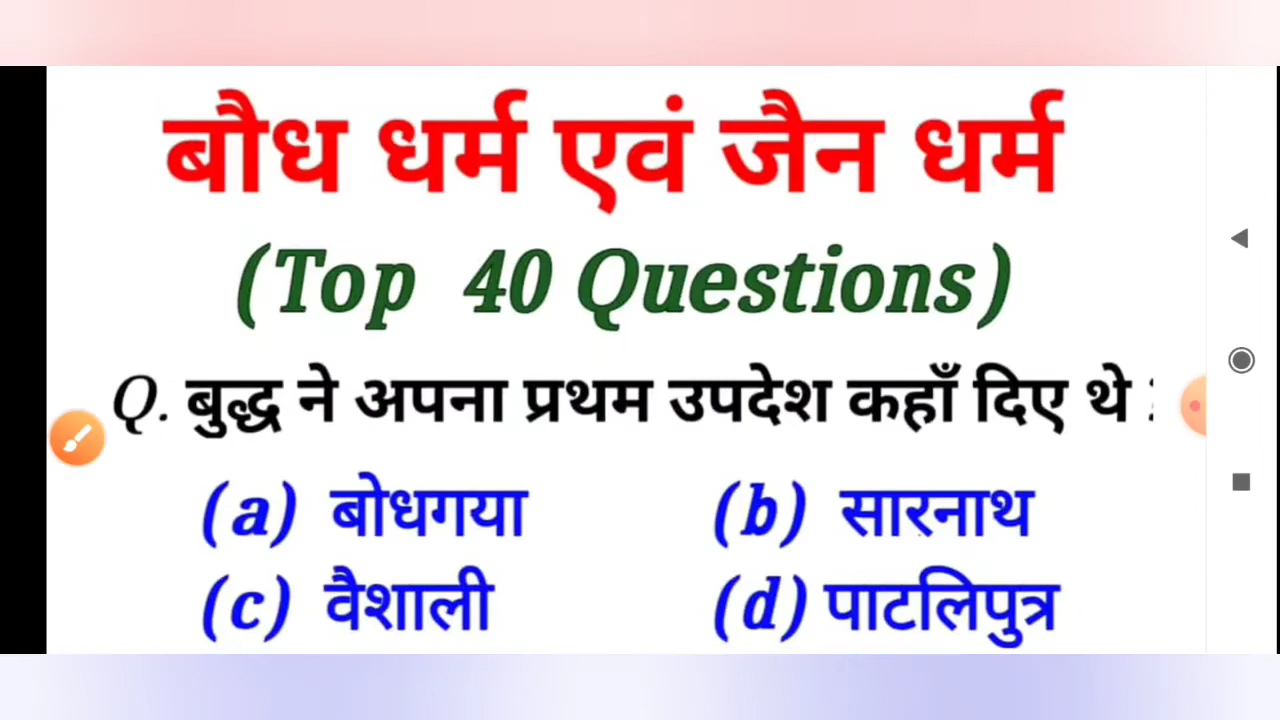 बौध धर्म एवं जैन धर्म
(Top 40 Questions)
Q. बुद्ध ने अपना प्रथम उपदेश कहाँ दिए थे ?
(a) बोधगया (b) सारनाथ
(c) वैशाली (d) पाटलिपुत्र